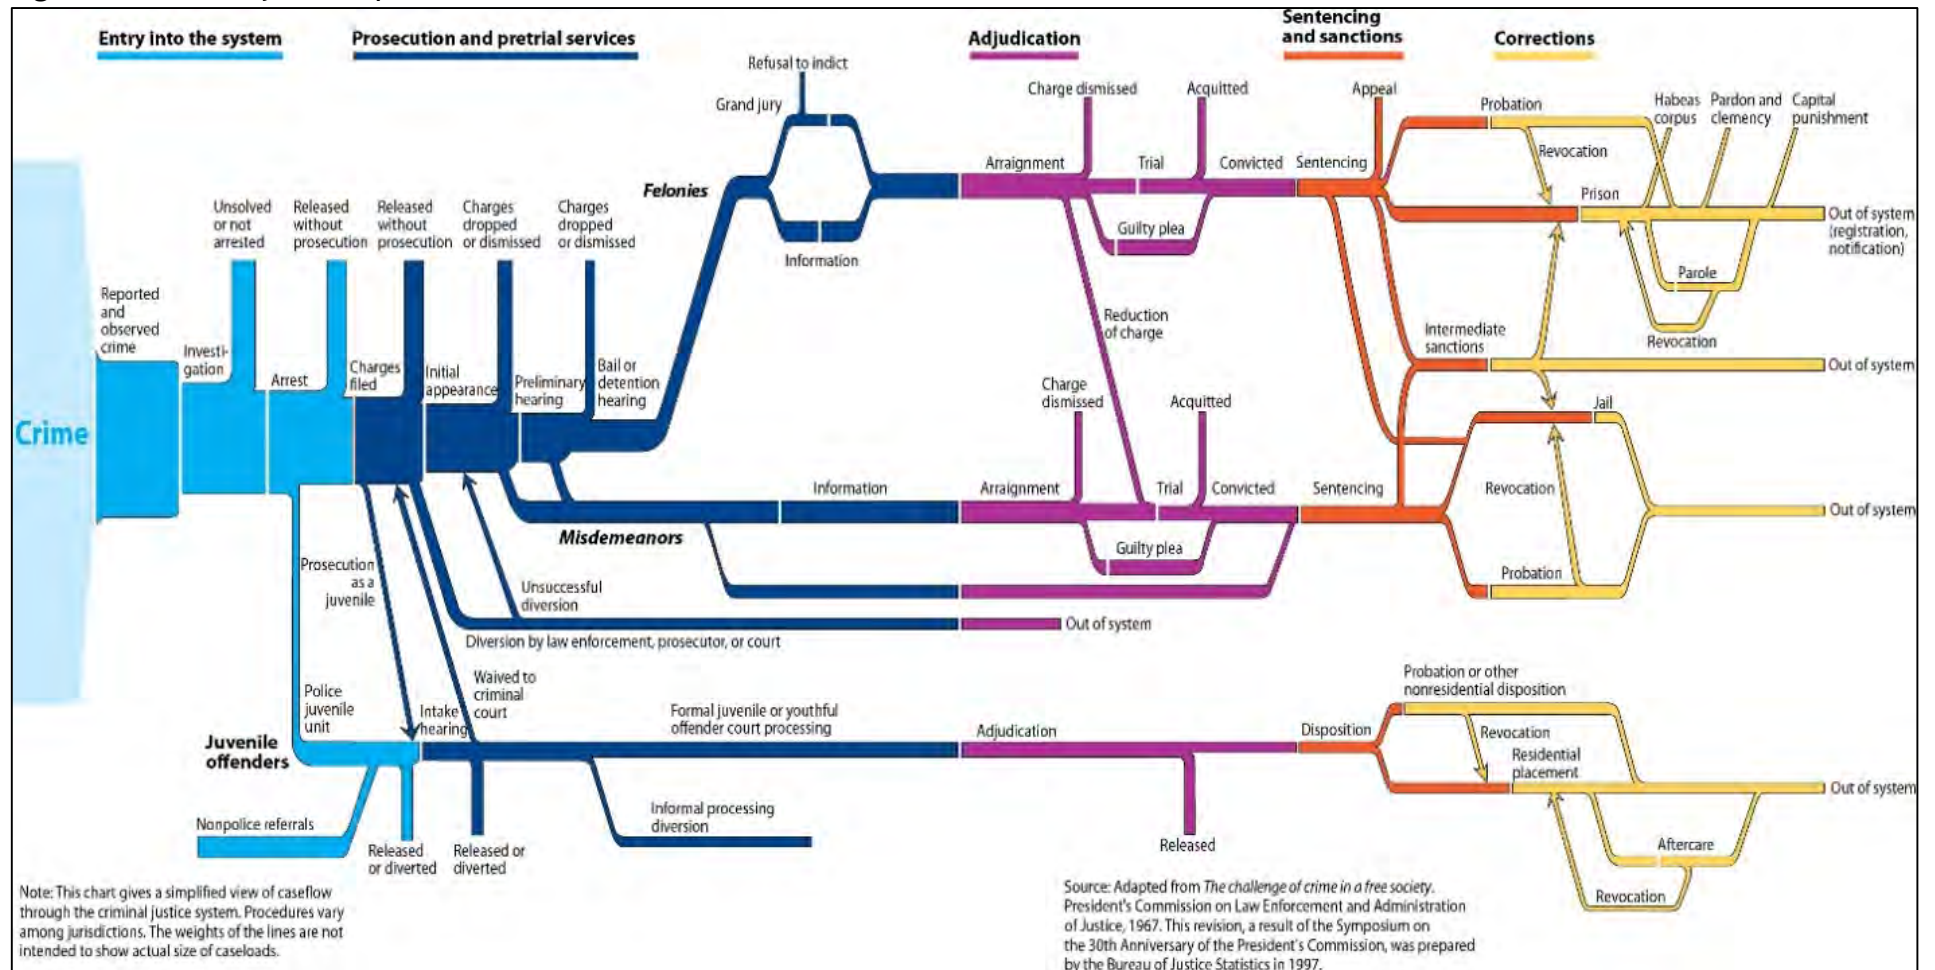 Entry into the system
Prosecution and pretrial services
Adjudication
Sentencing
and sanctions
Corrections
Refusal to indict
Grand jury
Felonies
Information
Charge dismissed
Acquitted
Arraignment
Trial
Convicted
Guilty plea
Sentencing
Appeal
Probation
Revocation
Prison
Habeas
corpus
Pardon and
clemency
Capital
punishment
Out of system
(registration,
notification)
Parole
Revocation
Crime
Reported
and
observed
crime
Investi-
gation
Unsolved
or not
arrested
Arrest
Released
without
prosecution
Charges
filed
Released
without
prosecution
Initial
appearance
Charges
dropped
or dismissed
Preliminary
hearing
Charges
dropped
or dismissed
Bail or
detention
hearing
Reduction
of charge
Intermediate
sanctions
Out of system
Misdemeanors
Information
Charge
dismissed
Acquitted
Arraignment
Trial
Convicted
Guilty plea
Sentencing
Jail
Revocation
Probation
Out of system
Unsuccessful
diversion
Diversion by law enforcement, prosecutor, or court
Out of system
Prosecution
as a
juvenile
Waived to
criminal
court
Police
juvenile
unit
Juvenile
offenders
Intake
hearing
Nonpolice referrals
Released
or diverted
Released or
diverted
Formal juvenile or youthful
offender court processing
Informal processing
diversion
Adjudication
Released
Disposition
Probation or other
nonresidential disposition
Revocation
Residential
placement
Out of system
Aftercare
Revocation
Note: This chart gives a simplified view of caseflow
through the criminal justice system. Procedures vary
among jurisdictions. The weights of the lines are not
intended to show actual size of caseloads.
Source: Adapted from The challenge of crime in a free society.
President's Commission on Law Enforcement and Administration
of Justice, 1967. This revision, a result of the Symposium on
the 30th Anniversary of the President's Commission, was prepared
by the Bureau of Justice Statistics in 1997.